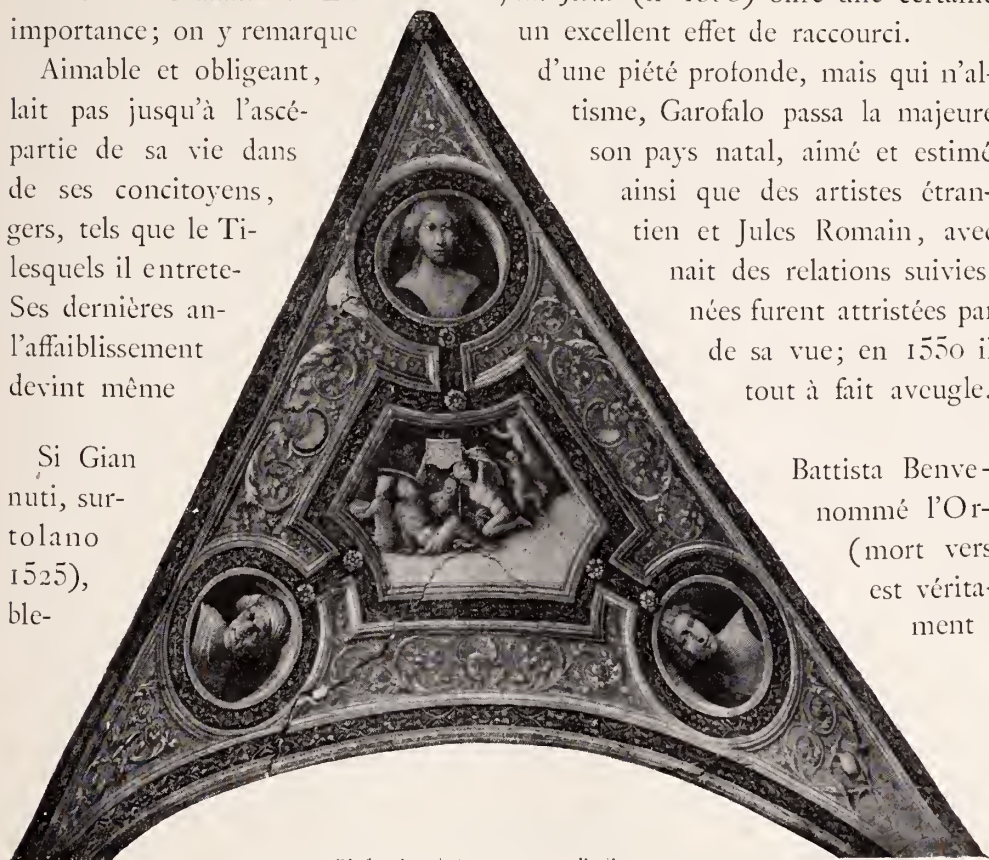 offre une certaine
importance; on y remarque un excellent effet de raccourci.
Aimable et obligeant, d'une piété profonde, mais qui n'al-
lait pas jusqu'à l'ascé- tisme, Garofalo passa la majeure
partie de sa vie dans son pays natal, aimé et estimé
de ses concitoyens, ainsi que des artistes étran-
gers, tels que le Ti- tien et Jules Romain, avec
lesquels il entrete- nait des relations suivies.
Ses dernières an- nées furent attristées par
l'affaiblissement de sa vue; en 1550 il
devint même tout à fait aveugle.
Si Gian Battista Benve-
nuti, sur- nommé l'Or-
tolano (mort vers
1525), est vérita-
ble- ment